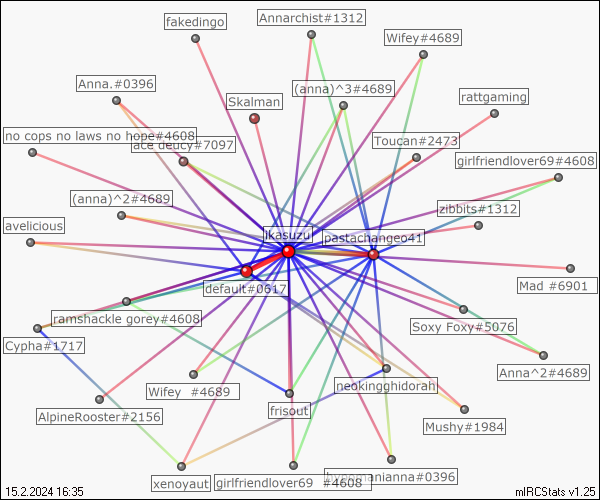 fakedingo
Annarchist#1312
Wifey#4689
Anna.#0396
(anna)^3#4689
Skalman
rattgaming
no cops no laws no hope#4608
ace deucy#7097
Toucan#2473
girlfriendlover69#4608
(anna)^2#4689
zibbits#1312
avelicious
ikasuzu
pastachangeo41
default#0617
Mad #6901
ramshackle gorey#4608
Soxy Foxy#5076
Cypha#1717
Anna^2#4689
Wifey #4689
neokingghidorah
AlpineRooster#2156
frisout
Mushy#1984
xenoyaut
girlfriendlover69 #4608
hypnomanianna#0396
15.2.2024 16:35
mIRCStats v1.25